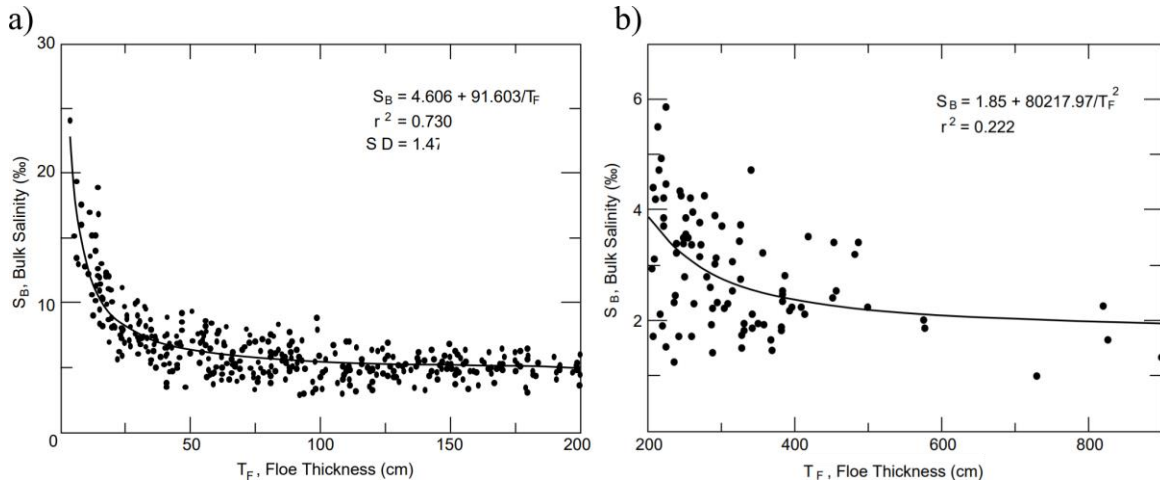 a)
30
20
10
0
S_B, Bulk Salinity (‰)
S_B = 4.606 + 91.603/T_F
r² = 0.730
S D = 1.47
50
100
150
200
T_F , Floe Thickness (cm)
b)
6
4
2
S_B, Bulk Salinity (‰)
S_B = 1.85 + 80217.97/T_F²
r² = 0.222
200
400
600
800
T_F , Floe Thickness (cm)